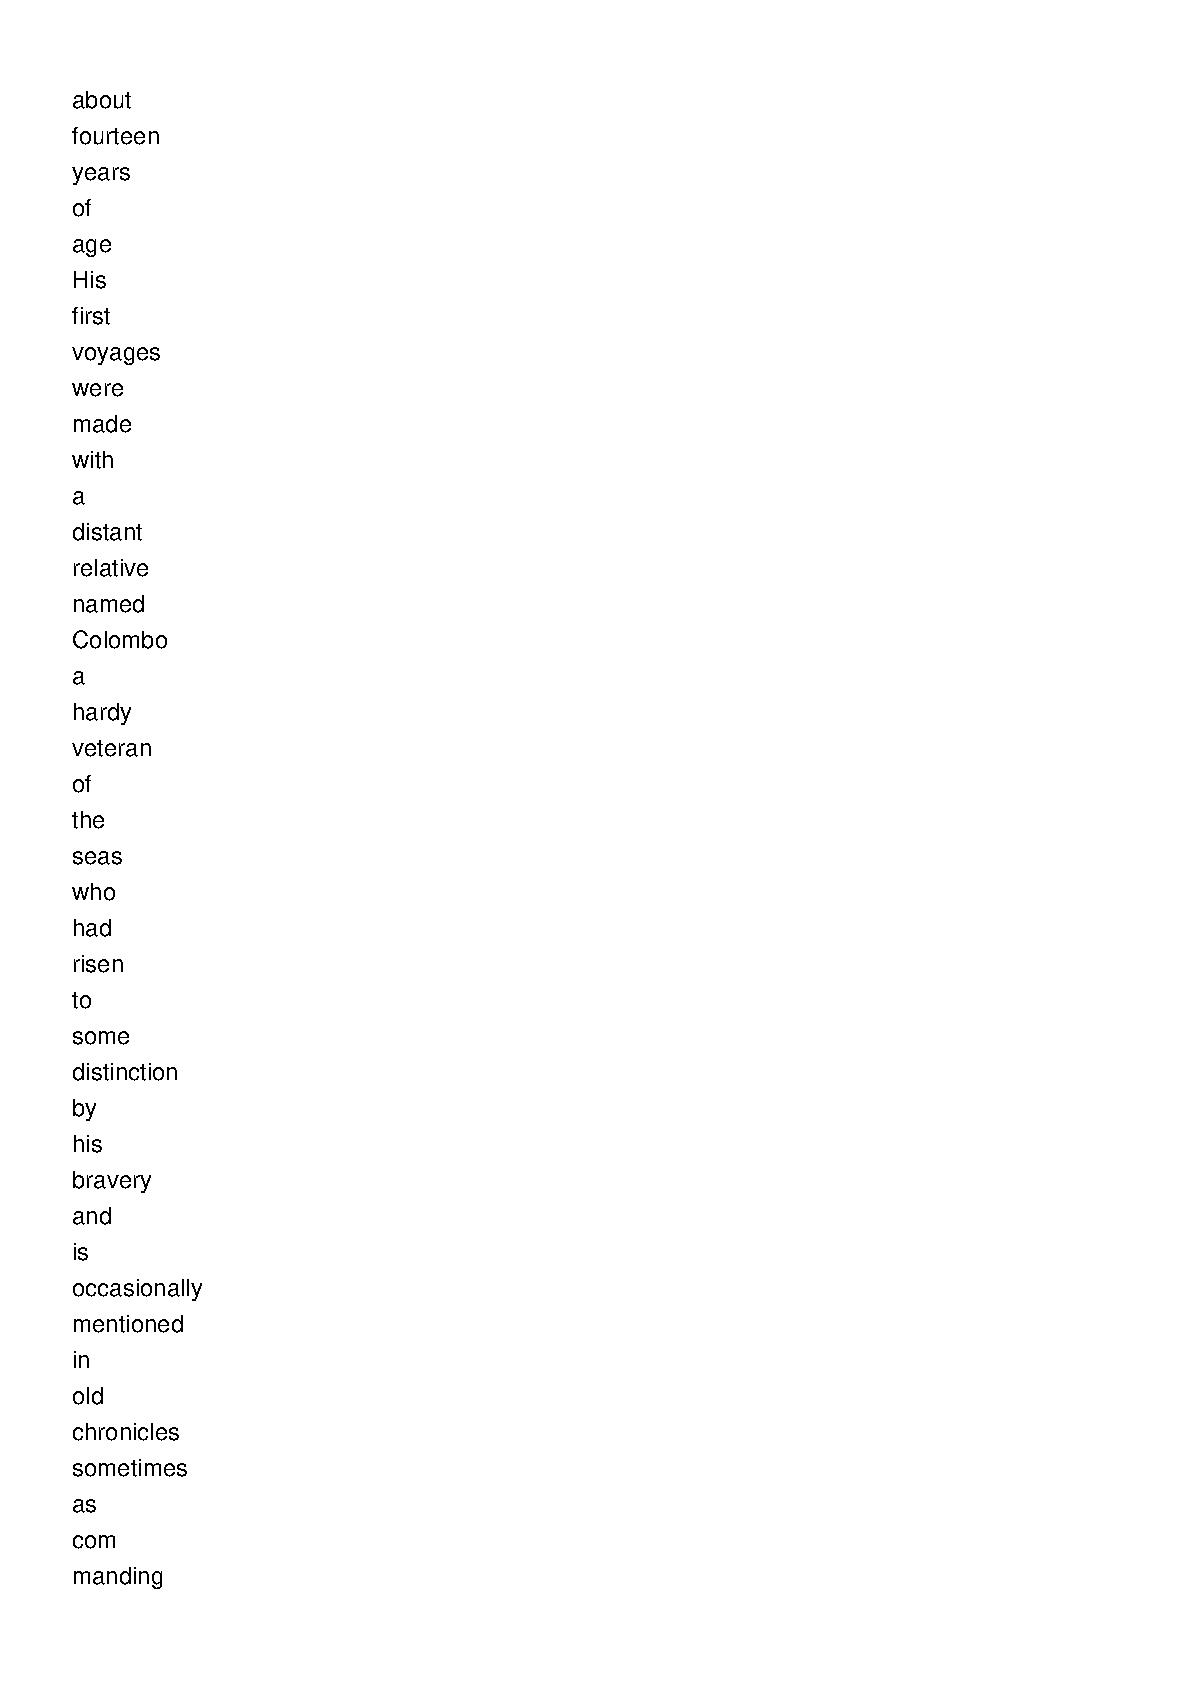 about
fourteen
years
of
age
His
first
voyages
were
made
with
a
distant
relative
named
Colombo
a
hardy
veteran
of
the
seas
who
had
risen
to
some
distinction
by
his
bravery
and
is
occasionally
mentioned
in
old
chronicles
sometimes
as
com
manding